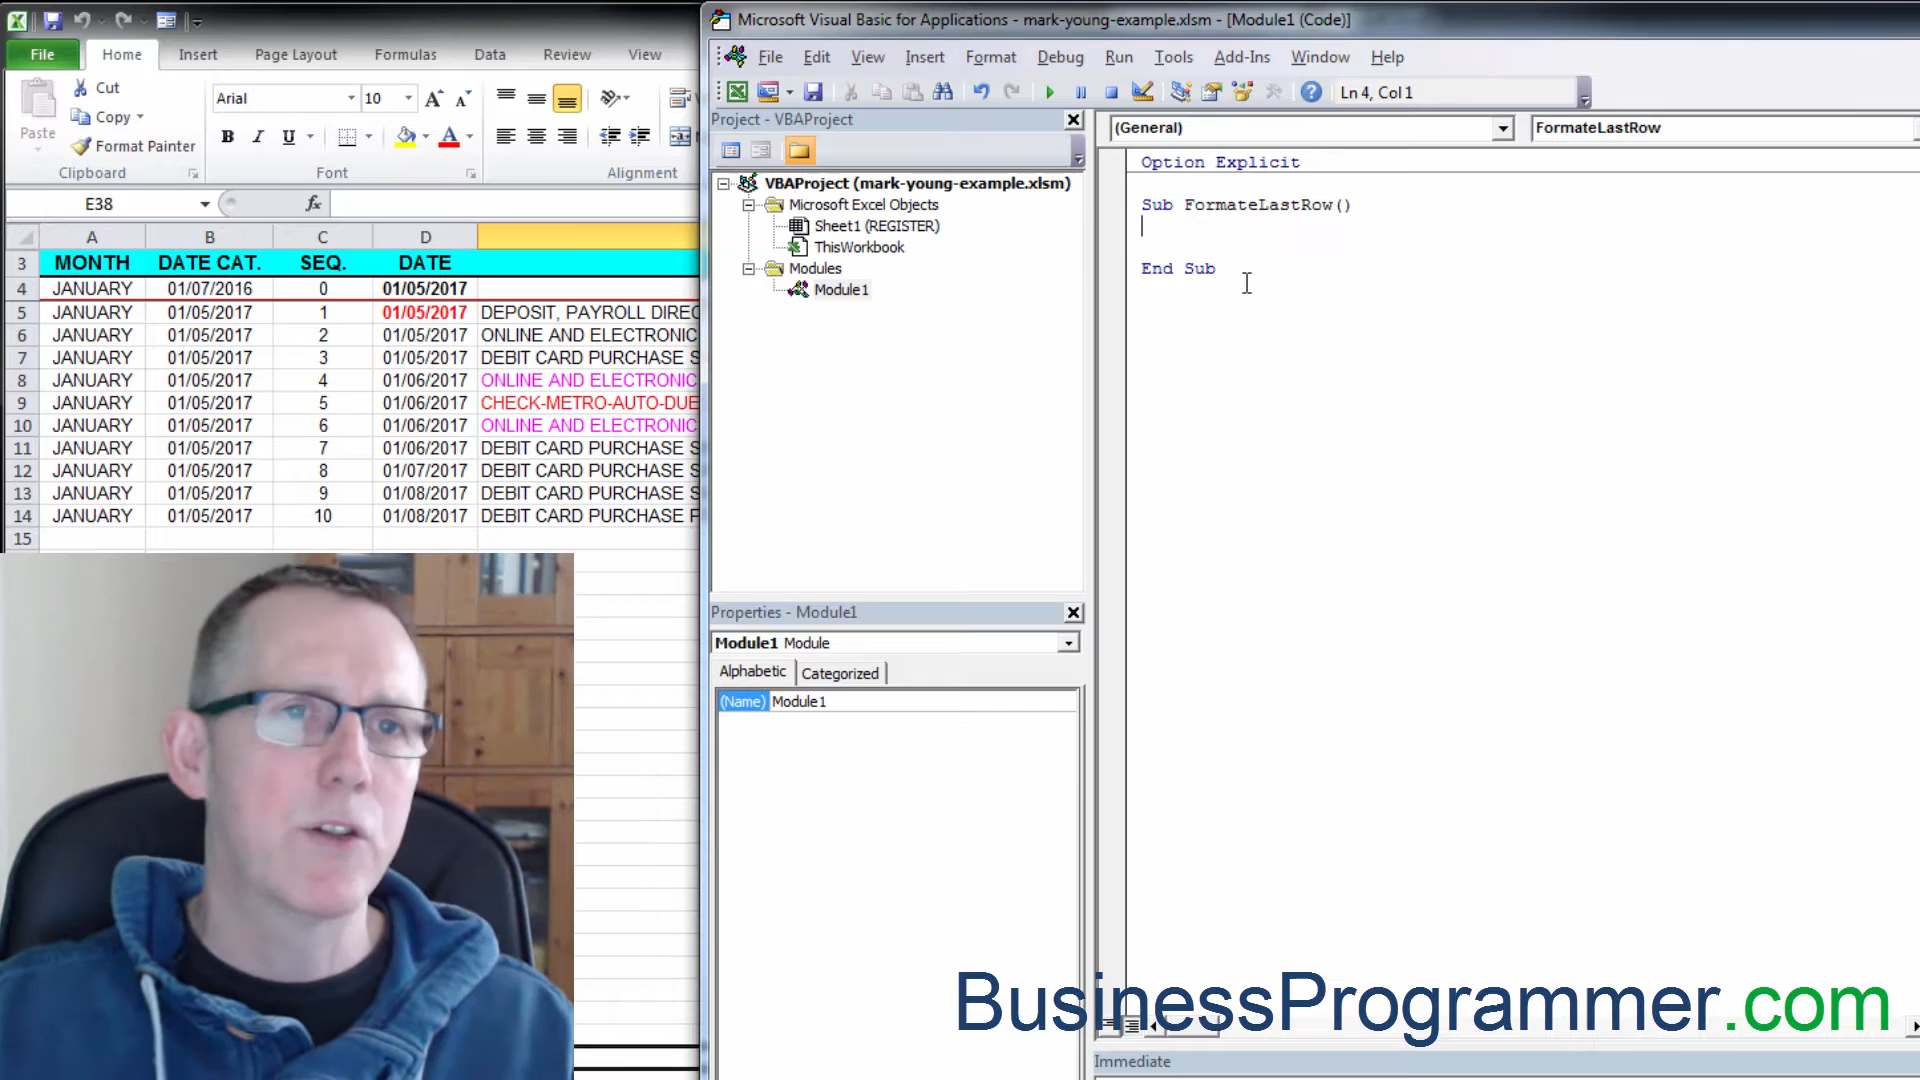 File Home Insert Page Layout Formulas Data Review View
Cut
Copy
Format Painter
Paste
Clipboard
Arial 10
B I U A
Font
Alignment
E38 fx
A B C D
3 MONTH DATE CAT. SEQ. DATE
4 JANUARY 01/07/2016 0 01/05/2017
5 JANUARY 01/05/2017 1 01/05/2017 DEPOSIT, PAYROLL DIREC
6 JANUARY 01/05/2017 2 01/05/2017 ONLINE AND ELECTRONIC
7 JANUARY 01/05/2017 3 01/05/2017 DEBIT CARD PURCHASE S
8 JANUARY 01/05/2017 4 01/06/2017 ONLINE AND ELECTRONIC
9 JANUARY 01/05/2017 5 01/06/2017 CHECK-METRO-AUTO-DUE
10 JANUARY 01/05/2017 6 01/06/2017 ONLINE AND ELECTRONIC
11 JANUARY 01/05/2017 7 01/06/2017 DEBIT CARD PURCHASE S
12 JANUARY 01/05/2017 8 01/07/2017 DEBIT CARD PURCHASE S
13 JANUARY 01/05/2017 9 01/08/2017 DEBIT CARD PURCHASE S
14 JANUARY 01/05/2017 10 01/08/2017 DEBIT CARD PURCHASE P
15
Microsoft Visual Basic for Applications - mark-young-example.xlsm - [Module1 (Code)]
File Edit View Insert Format Debug Run Tools Add-Ins Window Help
Ln 4, Col 1
Project - VBAProject
VBAProject (mark-young-example.xlsm)
Microsoft Excel Objects
Sheet1 (REGISTER)
ThisWorkbook
Modules
Module1
Properties - Module1
Module1 Module
Alphabetic Categorized
(Name) Module1
(General) FormateLastRow
Option Explicit
Sub FormateLastRow()
End Sub
BusinessProgrammer.com
Immediate